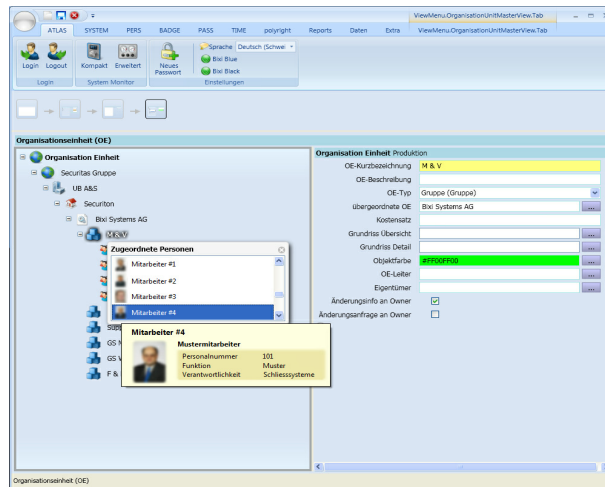 ViewMenu.OrganisationUnitMasterView.Tab
ATLAS SYSTEM PERS BADGE PASS TIME polyright Reports Daten Extra ViewMenu.OrganisationUnitMasterView.Tab
Login Logout Kompakt Erweitert Neues Passwort
Sprache Deutsch (Schwei
Bixi Blue
Bixi Black
Login System Monitor Einstellungen
Organisationseinheit (OE)
Organisation Einheit
Securitas Gruppe
UB A&S
Securiton
Bixi Systems AG
M&V
Zugeordnete Personen
Mitarbeiter #1
Mitarbeiter #2
Mitarbeiter #3
Mitarbeiter #4
Supp
GS
GS
F &
Mitarbeiter #4
Mustermitarbeiter
Personalnummer 101
Funktion Muster
Verantwortlichkeit Schliesssysteme
Organisation Einheit Produktion
OE-Kurzbezeichnung M & V
OE-Beschreibung
OE-Typ Gruppe (Gruppe)
übergeordnete OE Bixi Systems AG
Kostensatz
Grundriss Übersicht
Grundriss Detail
Objektfarbe #FF00FF00
OE-Leiter
Eigentümer
Änderungsinfo an Owner
Änderungsanfrage an Owner
Organisationseinheit (OE)